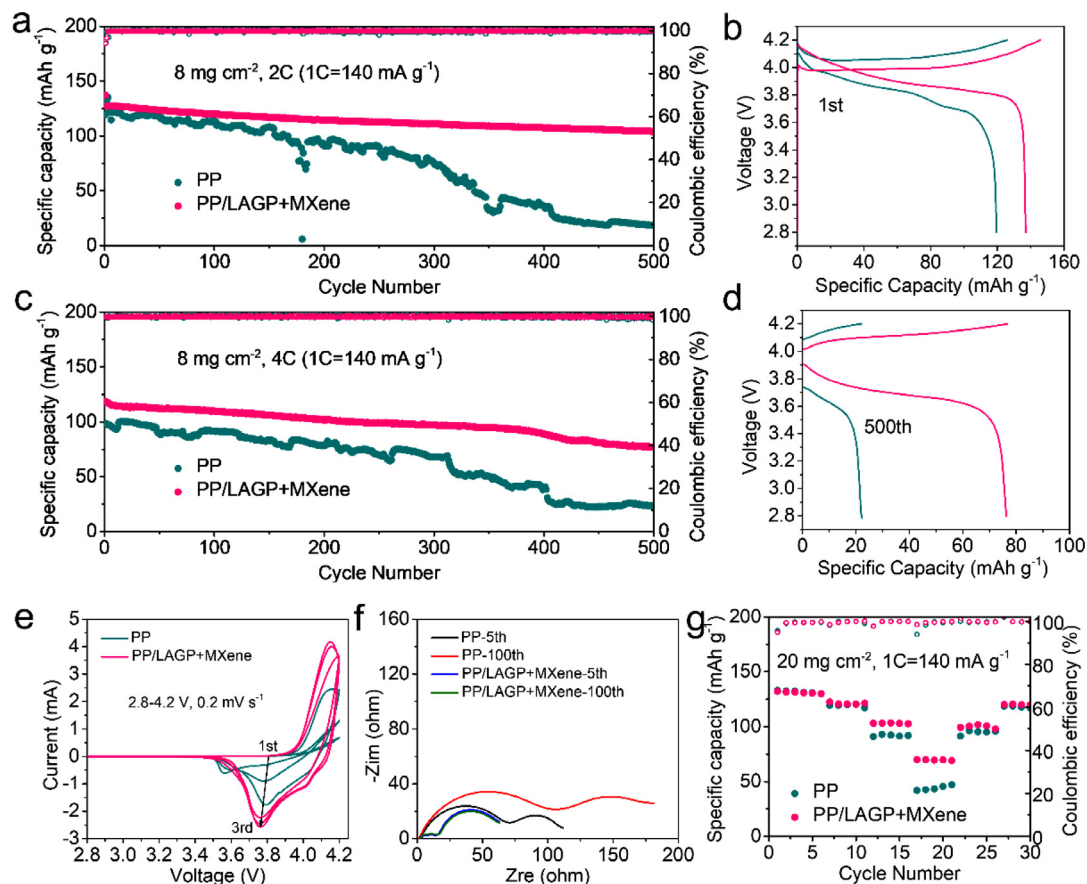 a
200
150
100
50
0
Specific capacity (mAh g⁻¹)
8 mg cm⁻², 2C (1C=140 mA g⁻¹)
PP
PP/LAGP+MXene
100
80
60
40
20
0
Coulombic efficiency (%)
0 100 200 300 400 500
Cycle Number
b
4.2
4.0
3.6
3.2
2.8
Voltage (V)
1st
0 40 80 120 160
Specific Capacity (mAh g⁻¹)
c
200
150
100
50
0
Specific capacity (mAh g⁻¹)
8 mg cm⁻², 4C (1C=140 mA g⁻¹)
PP
PP/LAGP+MXene
100
80
60
40
20
0
Coulombic efficiency (%)
0 100 200 300 400 500
Cycle Number
d
4.2
4.0
3.6
3.2
2.8
Voltage (V)
500th
0 20 40 60 80 100
Specific Capacity (mAh g⁻¹)
e
5
4
3
2
1
0
-1
-2
-3
-4
Current (mA)
PP
PP/LAGP+MXene
2.8-4.2 V, 0.2 mV s⁻¹
1st
3rd
2.8 3.0 3.2 3.4 3.6 3.8 4.0 4.2
Voltage (V)
f
-160
-120
-80
-40
0
-Zim (ohm)
PP-5th
PP-100th
PP/LAGP+MXene-5th
PP/LAGP+MXene-100th
0 50 100 150 200
Zre (ohm)
g
200
150
100
50
0
Specific capacity (mAh g⁻¹)
20 mg cm⁻², 1C=140 mA g⁻¹
PP
PP/LAGP+MXene
100
80
60
40
20
0
Coulombic efficiency (%)
0 5 10 15 20 25 30
Cycle Number